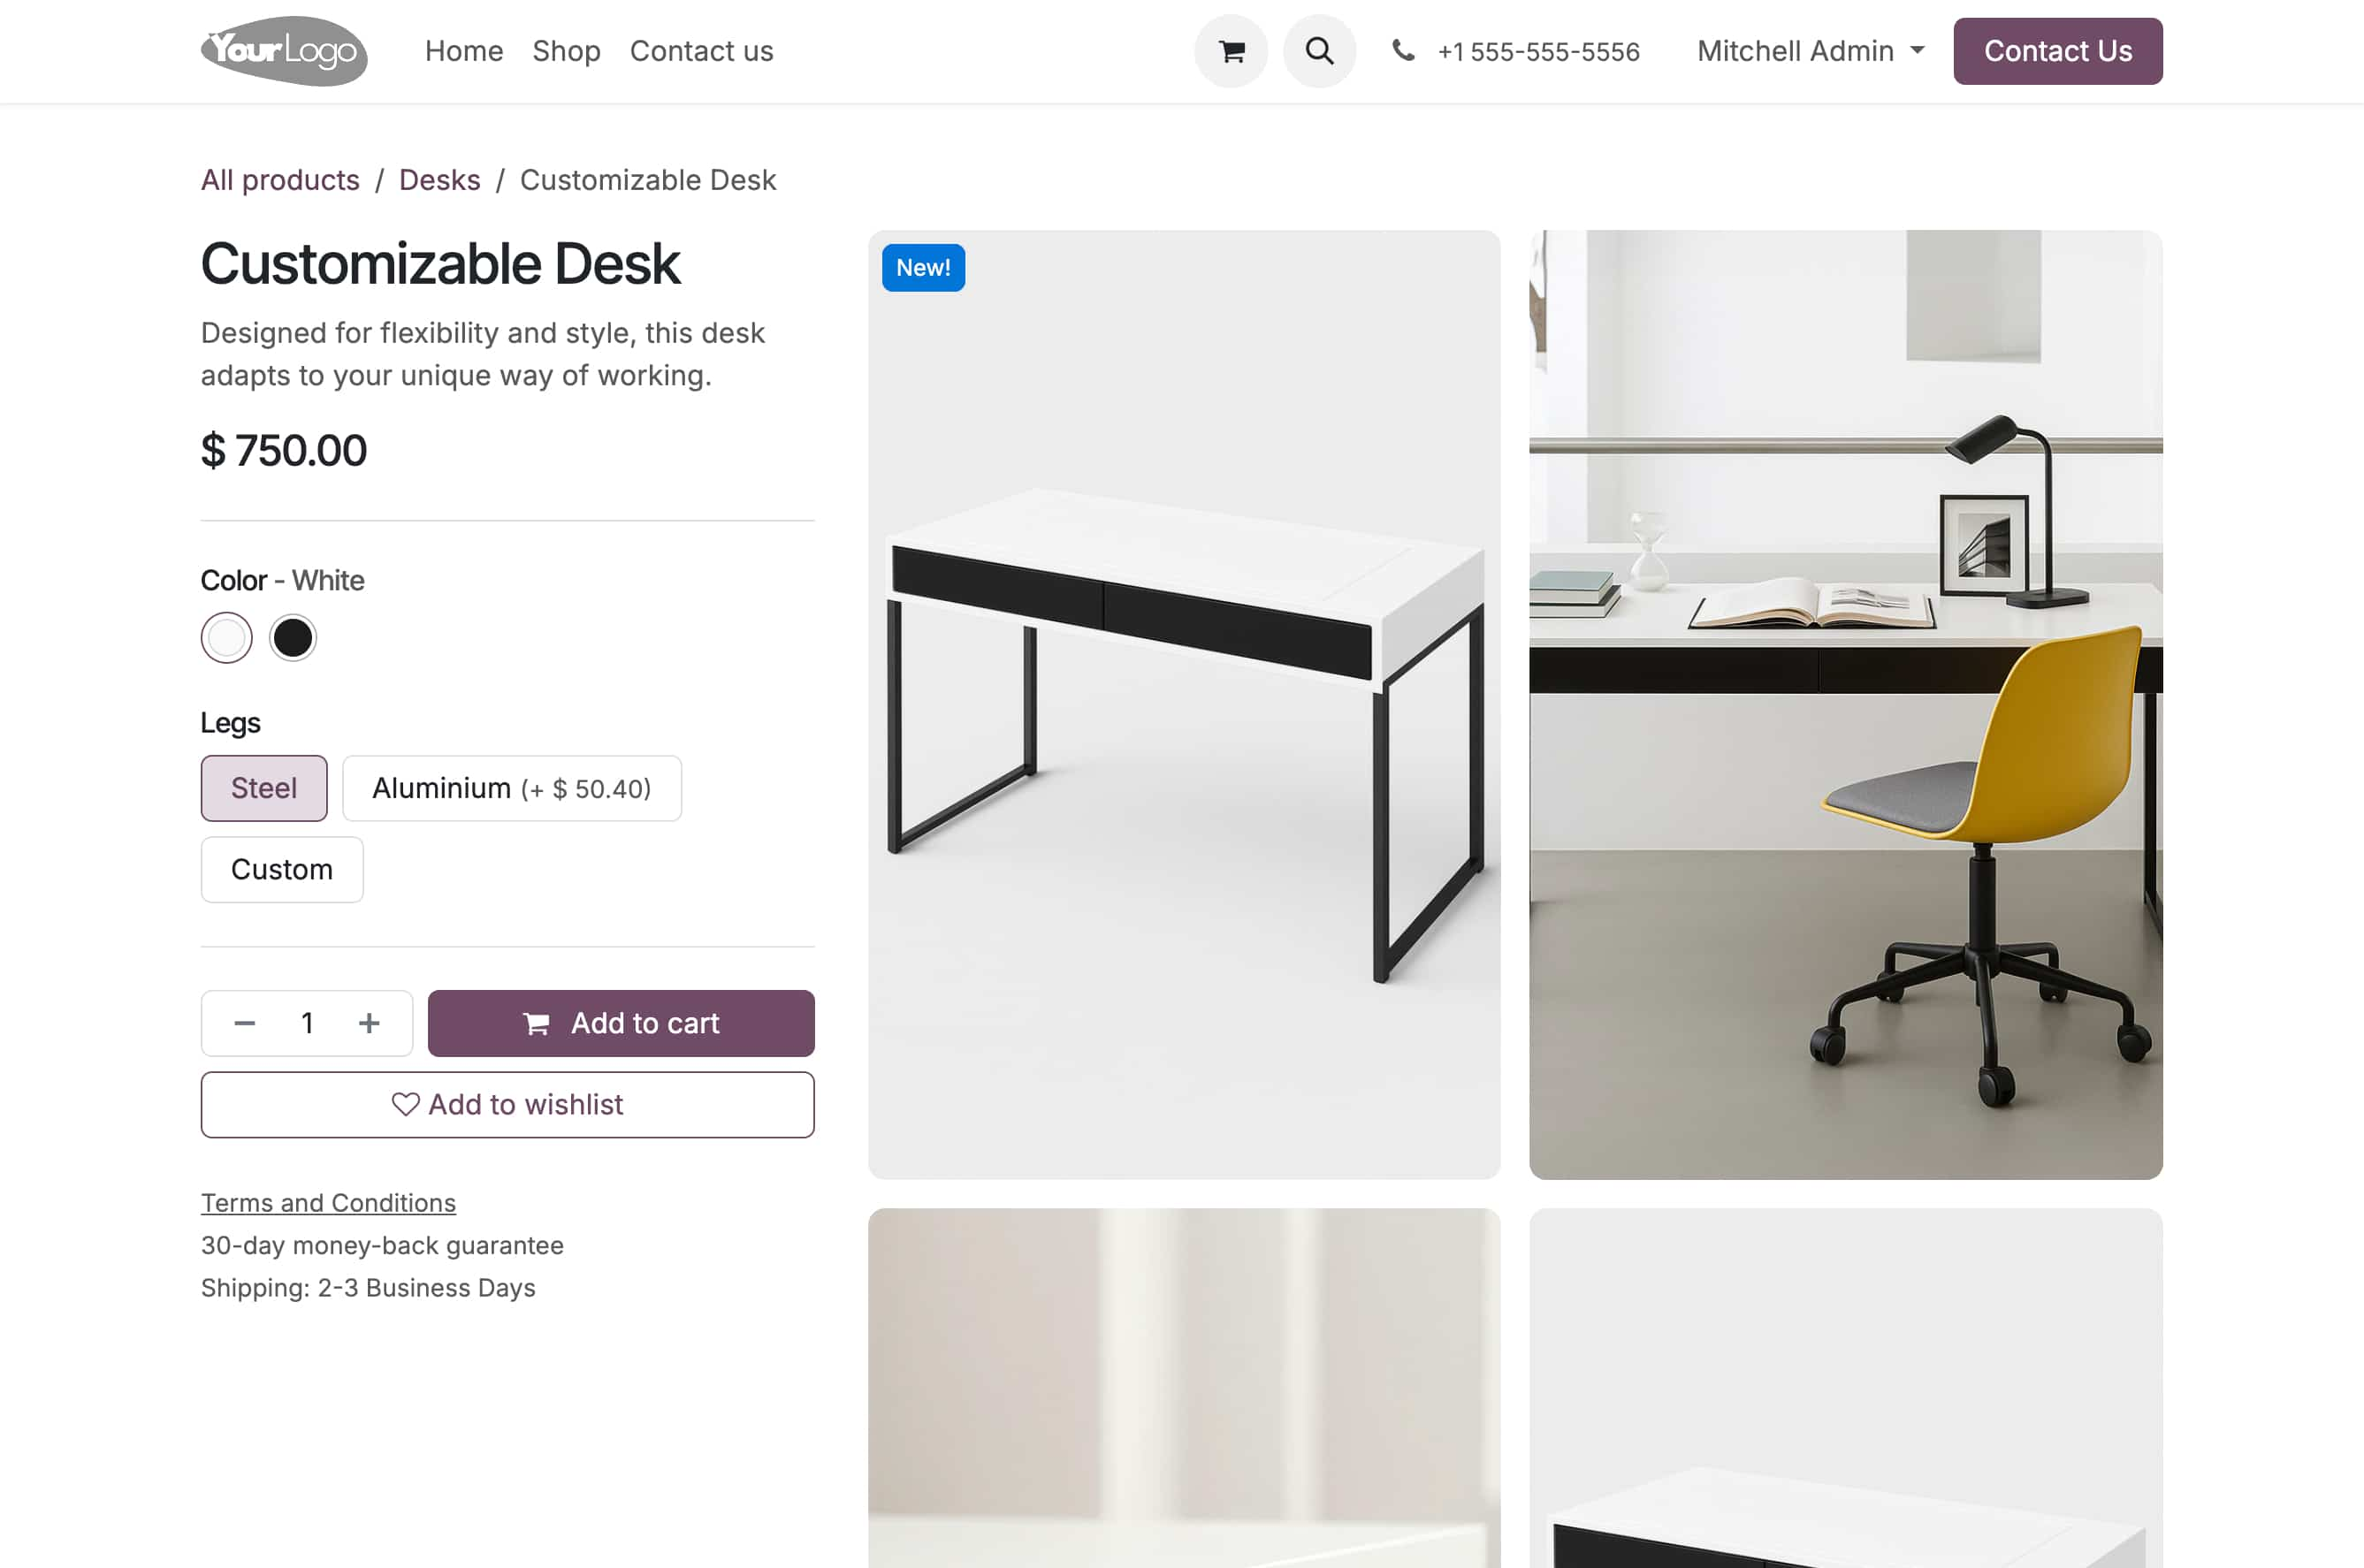 YourLogo
Home Shop Contact us
+1 555-555-5556
Mitchell Admin
Contact Us
All products / Desks / Customizable Desk
Customizable Desk
Designed for flexibility and style, this desk
adapts to your unique way of working.
$ 750.00
Color - White
Legs
Steel
Aluminium (+ $ 50.40)
Custom
1
Add to cart
Add to wishlist
Terms and Conditions
30-day money-back guarantee
Shipping: 2-3 Business Days
New!